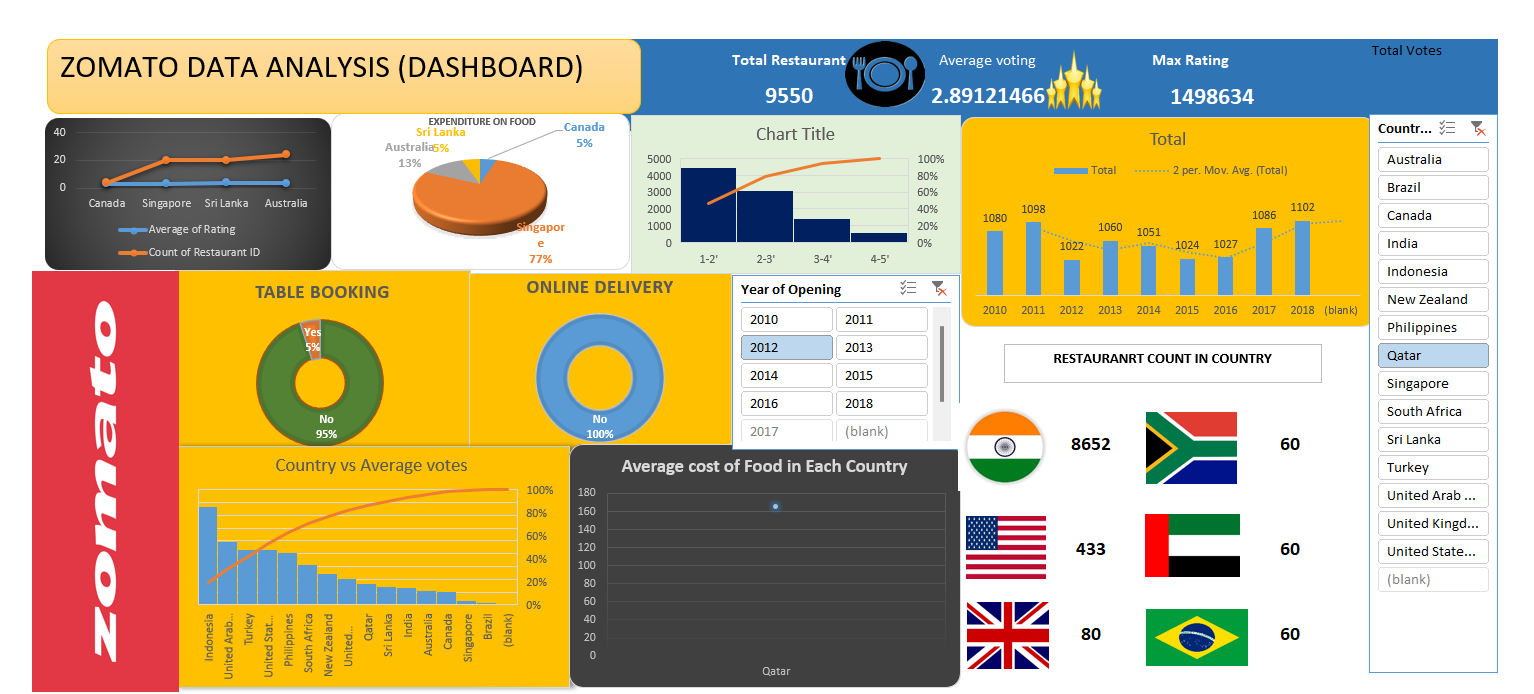 ZOMATO DATA ANALYSIS (DASHBOARD)
Total Restaurant
9550
Average voting
2.89121466
Max Rating
1498634
Total Votes
40
20
0
Canada
Singapore
Sri Lanka
Australia
Average of Rating
Count of Restaurant ID
EXPENDITURE ON FOOD
Sri Lanka
5%
Canada
5%
Australia
13%
Singapor
e
77%
Chart Title
5000
4000
3000
2000
1000
0
100%
80%
60%
40%
20%
0%
1-2'
2-3'
3-4'
4-5'
Total
Total
2 per. Mov. Avg. (Total)
1080
1098
1022
1060
1051
1024
1027
1086
1102
2010
2011
2012
2013
2014
2015
2016
2017
2018
(blank)
Countr...
Australia
Brazil
Canada
India
Indonesia
New Zealand
Philippines
Qatar
Singapore
South Africa
Sri Lanka
Turkey
United Arab ...
United Kingd...
United State...
(blank)
zomato
TABLE BOOKING
Yes
5%
No
95%
ONLINE DELIVERY
No
100%
Year of Opening
2010
2011
2012
2013
2014
2015
2016
2018
2017
(blank)
RESTAURANRT COUNT IN COUNTRY
8652
60
433
60
80
60
Country vs Average votes
100%
80%
60%
40%
20%
0%
Indonesia
United Arab...
Turkey
United Stat...
Philippines
South Africa
New Zealand
United...
Qatar
Sri Lanka
India
Australia
Canada
Singapore
Brazil
(blank)
Average cost of Food in Each Country
180
160
140
120
100
80
60
40
20
0
Qatar